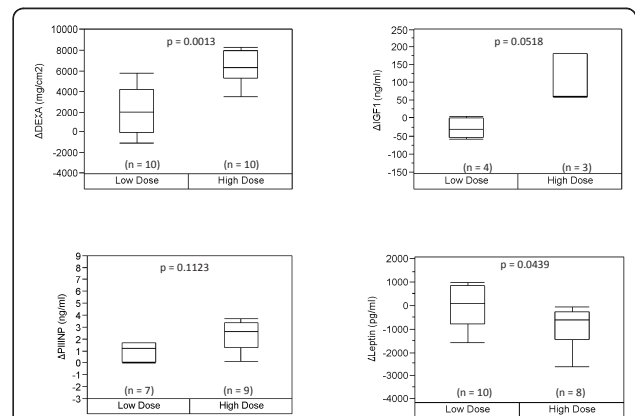 10000
8000
6000
4000
2000
0
-2000
-4000
ΔDEXA (mg/cm2)
p = 0.0013
(n = 10) (n = 10)
Low Dose High Dose
250
200
150
100
50
0
-50
-100
-150
ΔIGF1 (ng/ml)
p = 0.0518
(n = 4) (n = 3)
Low Dose High Dose
9
8
7
6
5
4
3
2
1
0
-1
-2
-3
ΔPIIINP (ng/ml)
p = 0.1123
(n = 7) (n = 9)
Low Dose High Dose
2000
1000
0
-1000
-2000
-3000
-4000
ΔLeptin (pg/ml)
p = 0.0439
(n = 10) (n = 8)
Low Dose High Dose